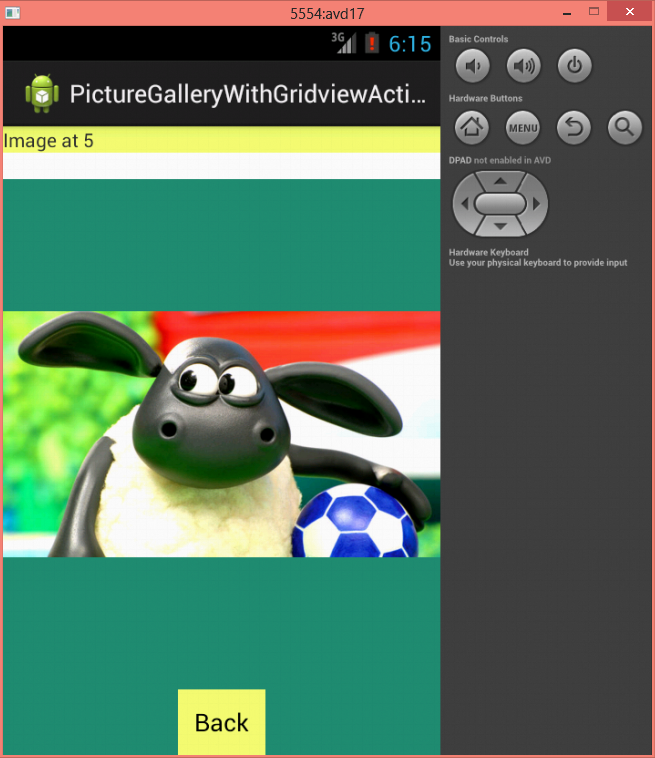 5554:avd17
3G
6:15
PictureGalleryWithGridviewActi...
Image at 5
Back
Basic Controls
Hardware Buttons
MENU
DPAD not enabled in AVD
Hardware Keyboard
Use your physical keyboard to provide input